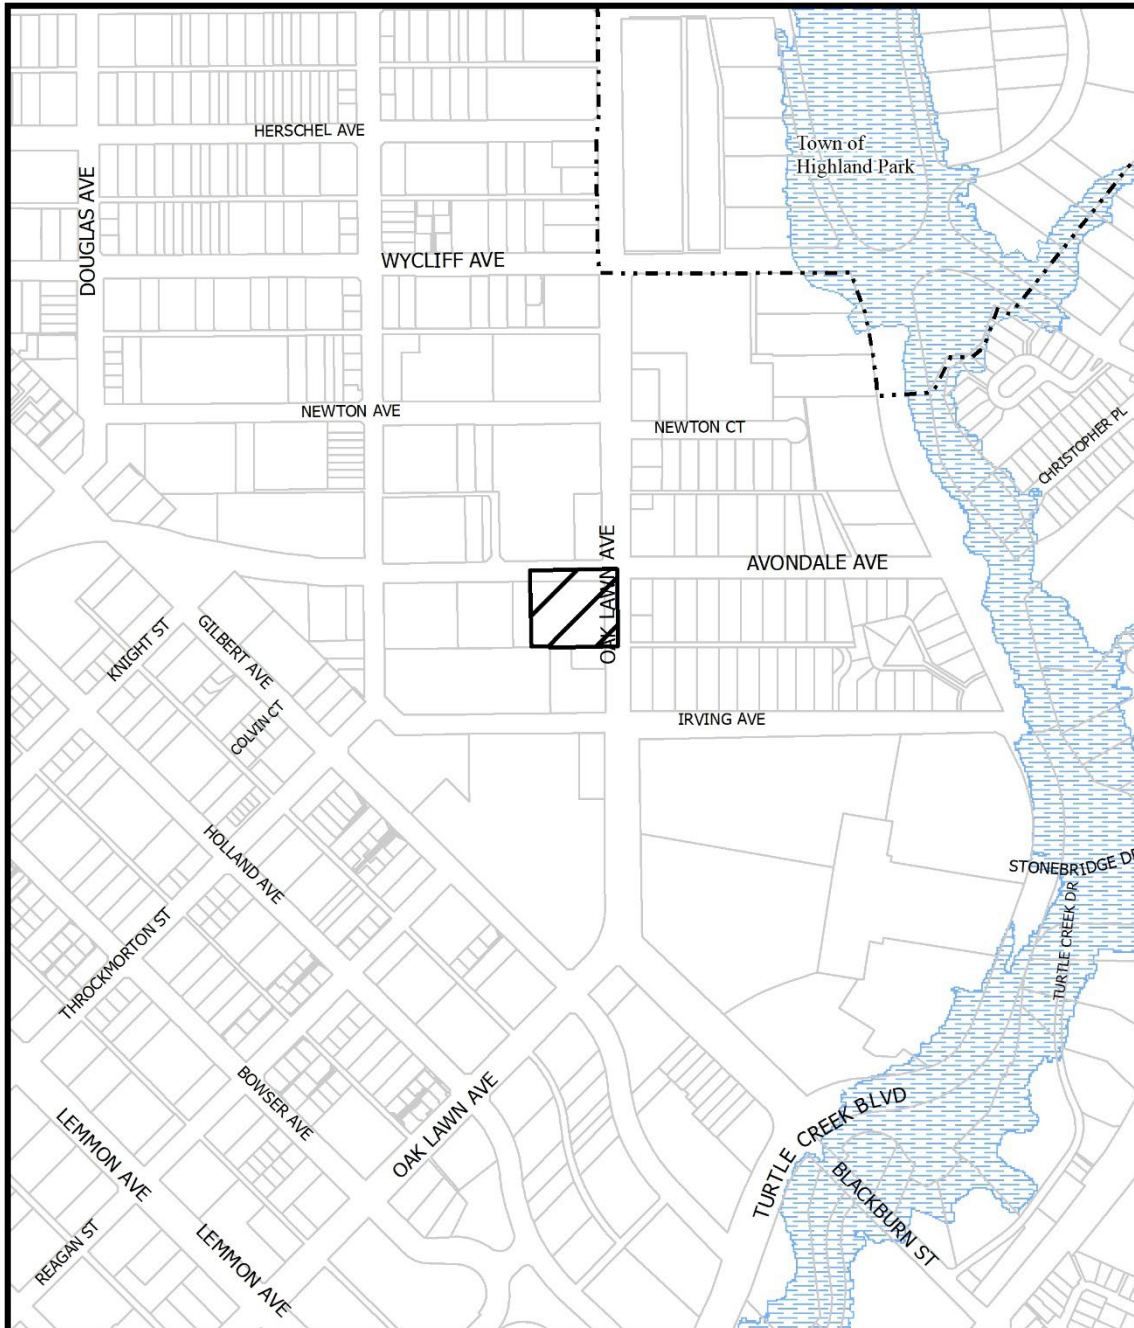 HERSCHEL AVE
Town of
Highland Park
DOUGLAS AVE
WYCLIFF AVE
NEWTON AVE
NEWTON CT
CHRISTOPHER PL
OAK LAWN AVE
AVONDALE AVE
KNIGHT ST
GILBERT AVE
COLVIN CT
IRVING AVE
HOLLAND AVE
STONEBRIDGE DR
TURTLE CREEK DR
THROCKMORTON ST
BOWSER AVE
OAK LAWN AVE
TURTLE CREEK BLVD
LEMMON AVE
BLACKBURN ST
REAGAN ST
LEMMON AVE